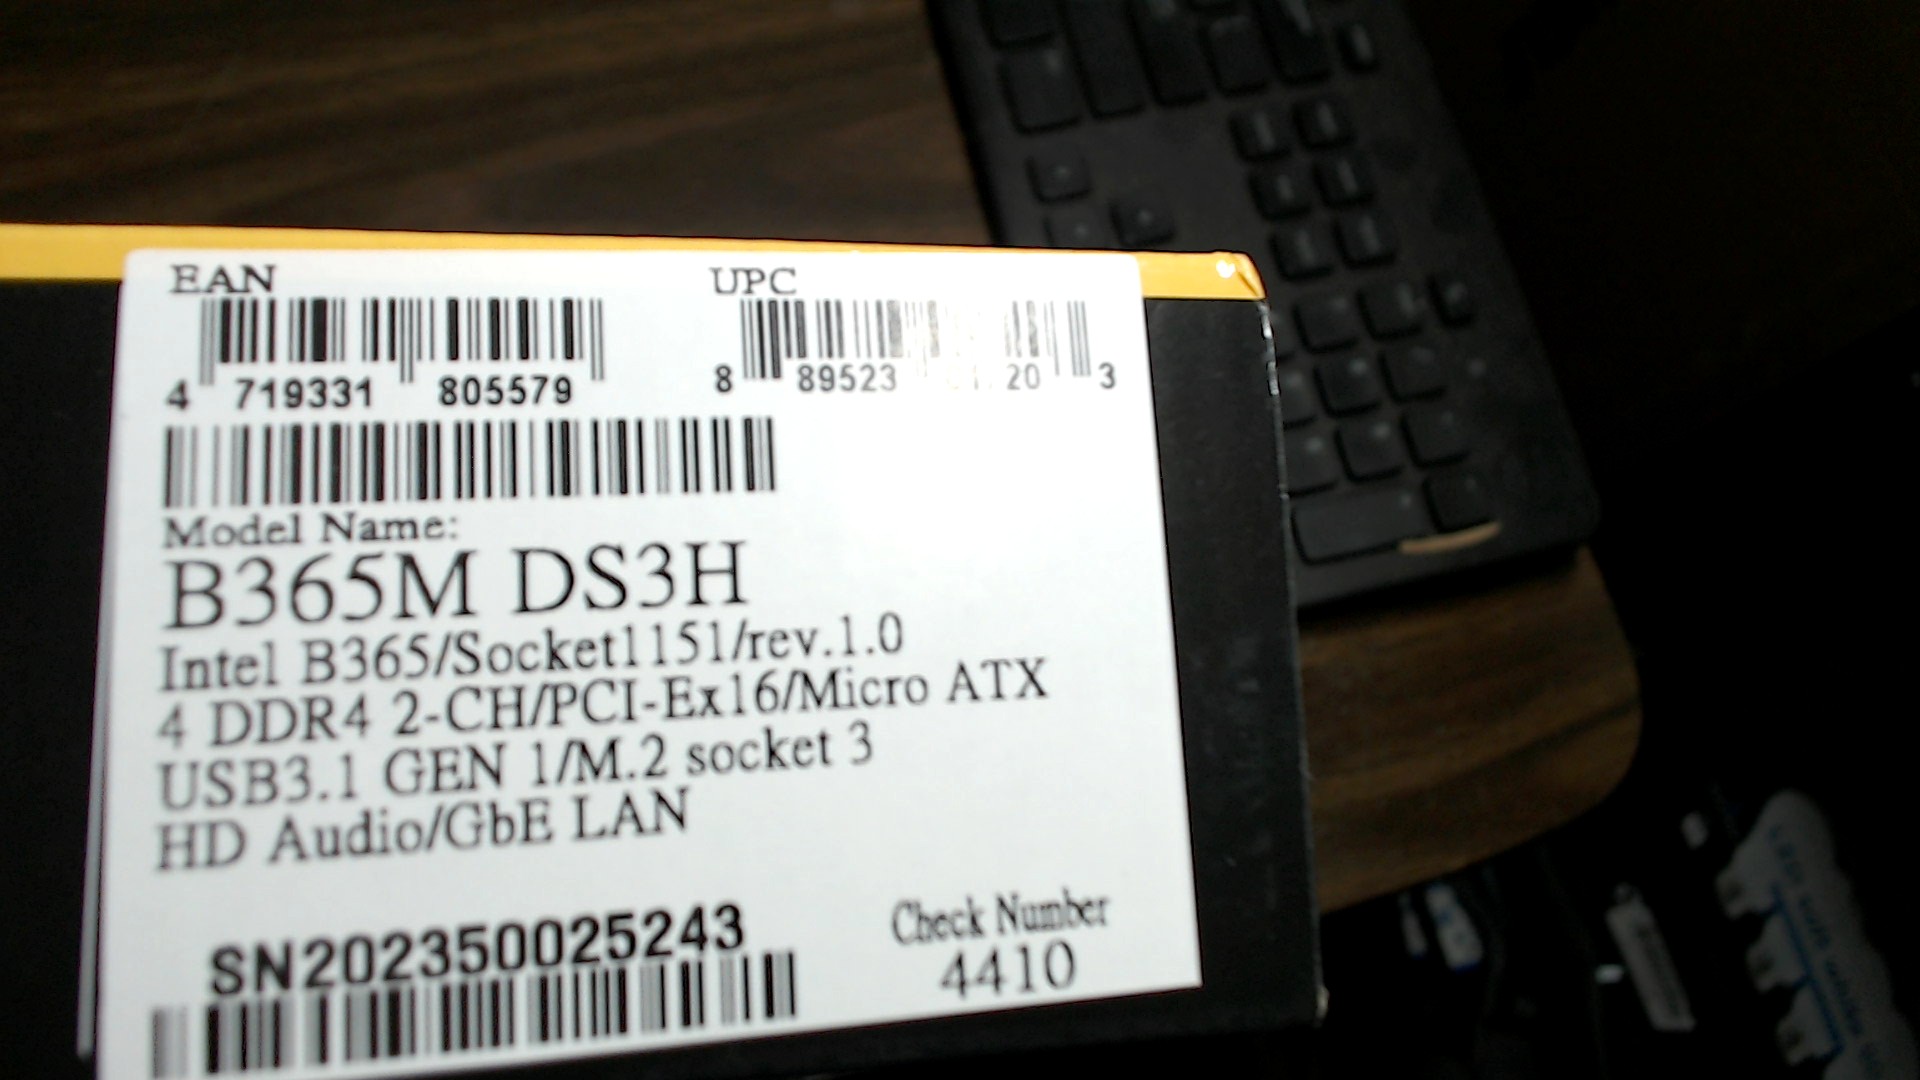 EAN UPC
4 719331 805579 8 89523 20 3
Model Name:
B365M DS3H
Intel B365/Socket1151/rev.1.0
4 DDR4 2-CH/PCI-Ex16/Micro ATX
USB3.1 GEN 1/M.2 socket 3
HD Audio/GbE LAN
SN202350025243
Check Number
4410